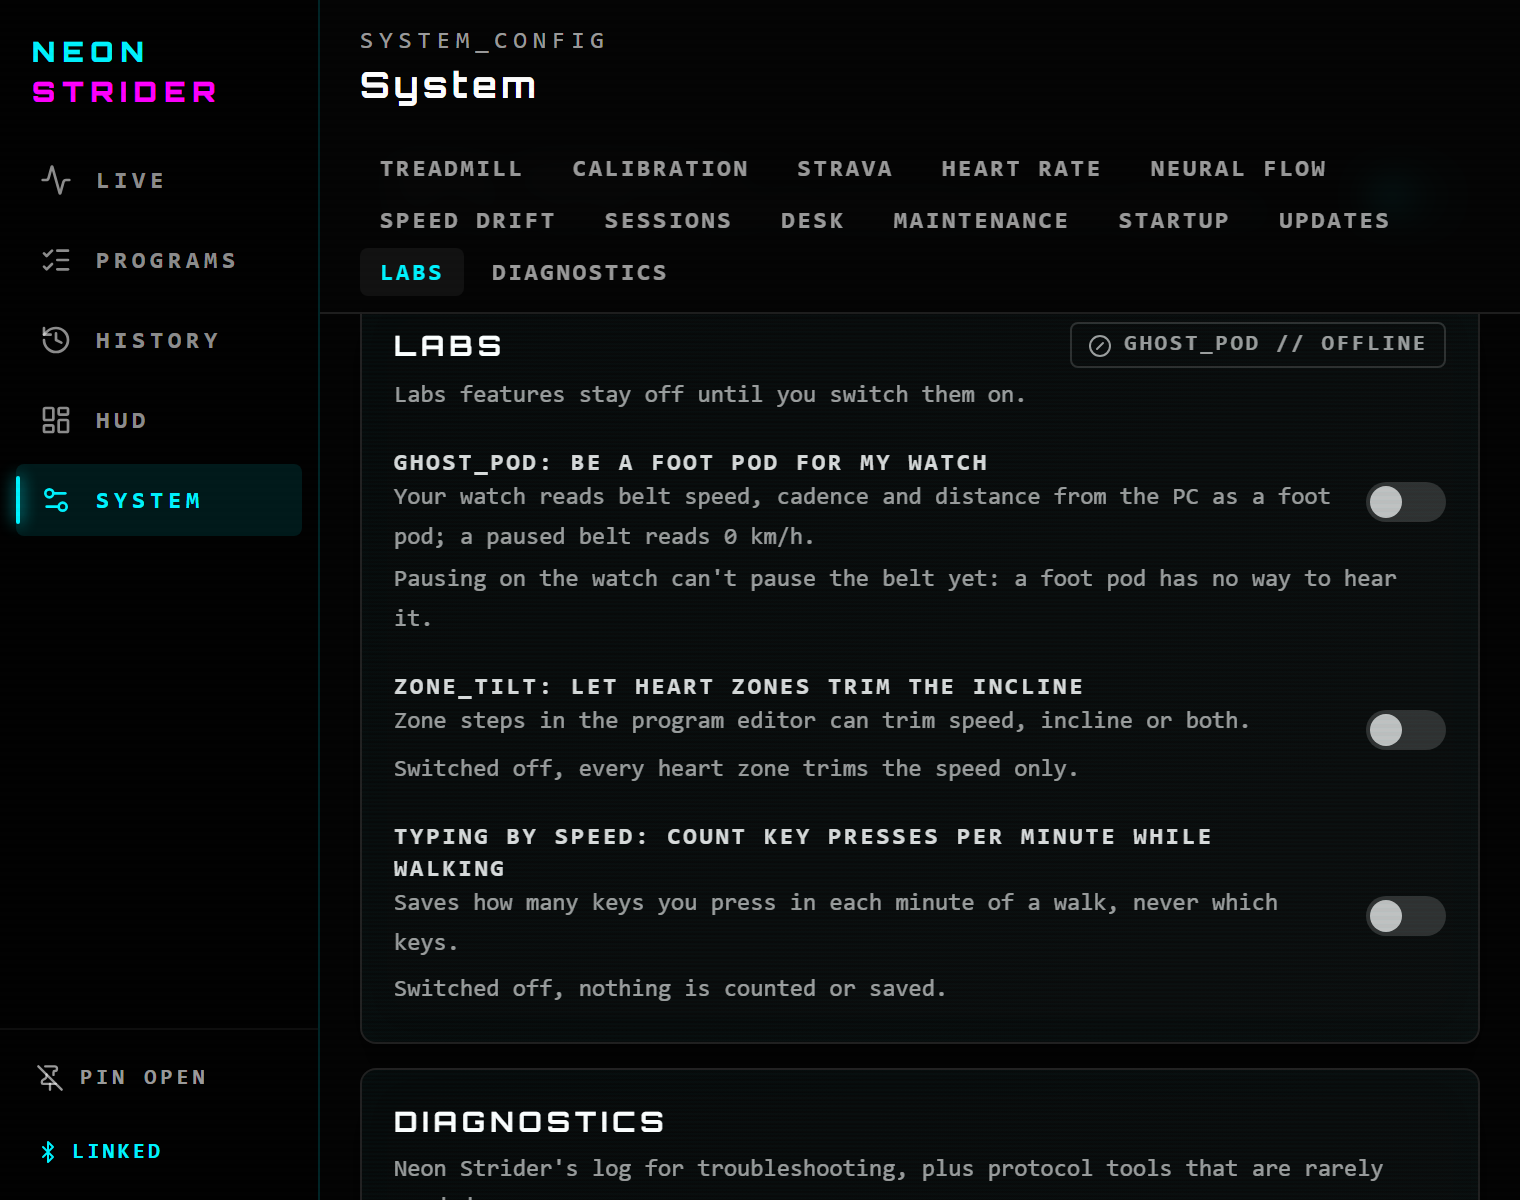 NEON
STRIDER
LIVE
PROGRAMS
HISTORY
HUD
SYSTEM
PIN OPEN
LINKED
SYSTEM_CONFIG
System
TREADMILL CALIBRATION STRAVA HEART RATE NEURAL FLOW
SPEED DRIFT SESSIONS DESK MAINTENANCE STARTUP UPDATES
LABS DIAGNOSTICS
LABS
GHOST_POD // OFFLINE
Labs features stay off until you switch them on.
GHOST_POD: BE A FOOT POD FOR MY WATCH
Your watch reads belt speed, cadence and distance from the PC as a foot
pod; a paused belt reads 0 km/h.
Pausing on the watch can't pause the belt yet: a foot pod has no way to hear
it.
ZONE_TILT: LET HEART ZONES TRIM THE INCLINE
Zone steps in the program editor can trim speed, incline or both.
Switched off, every heart zone trims the speed only.
TYPING BY SPEED: COUNT KEY PRESSES PER MINUTE WHILE
WALKING
Saves how many keys you press in each minute of a walk, never which
keys.
Switched off, nothing is counted or saved.
DIAGNOSTICS
Neon Strider's log for troubleshooting, plus protocol tools that are rarely